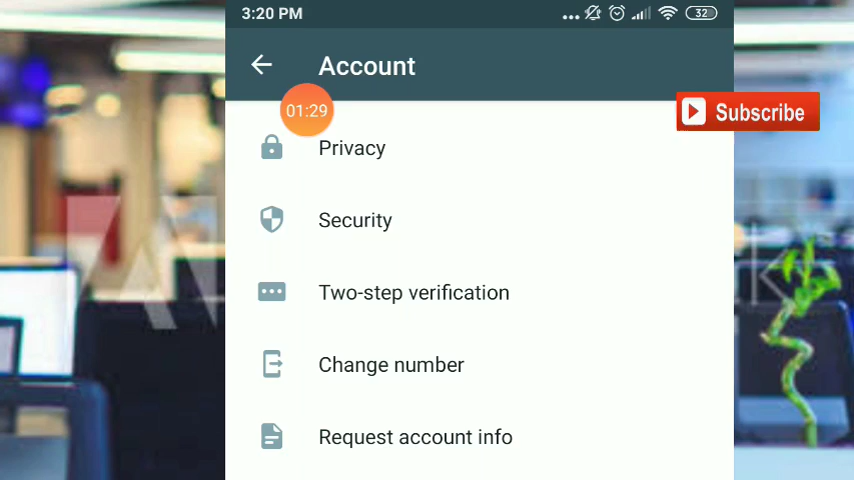 3:20 PM
32
Account
01:29
Subscribe
Privacy
Security
Two-step verification
Change number
Request account info